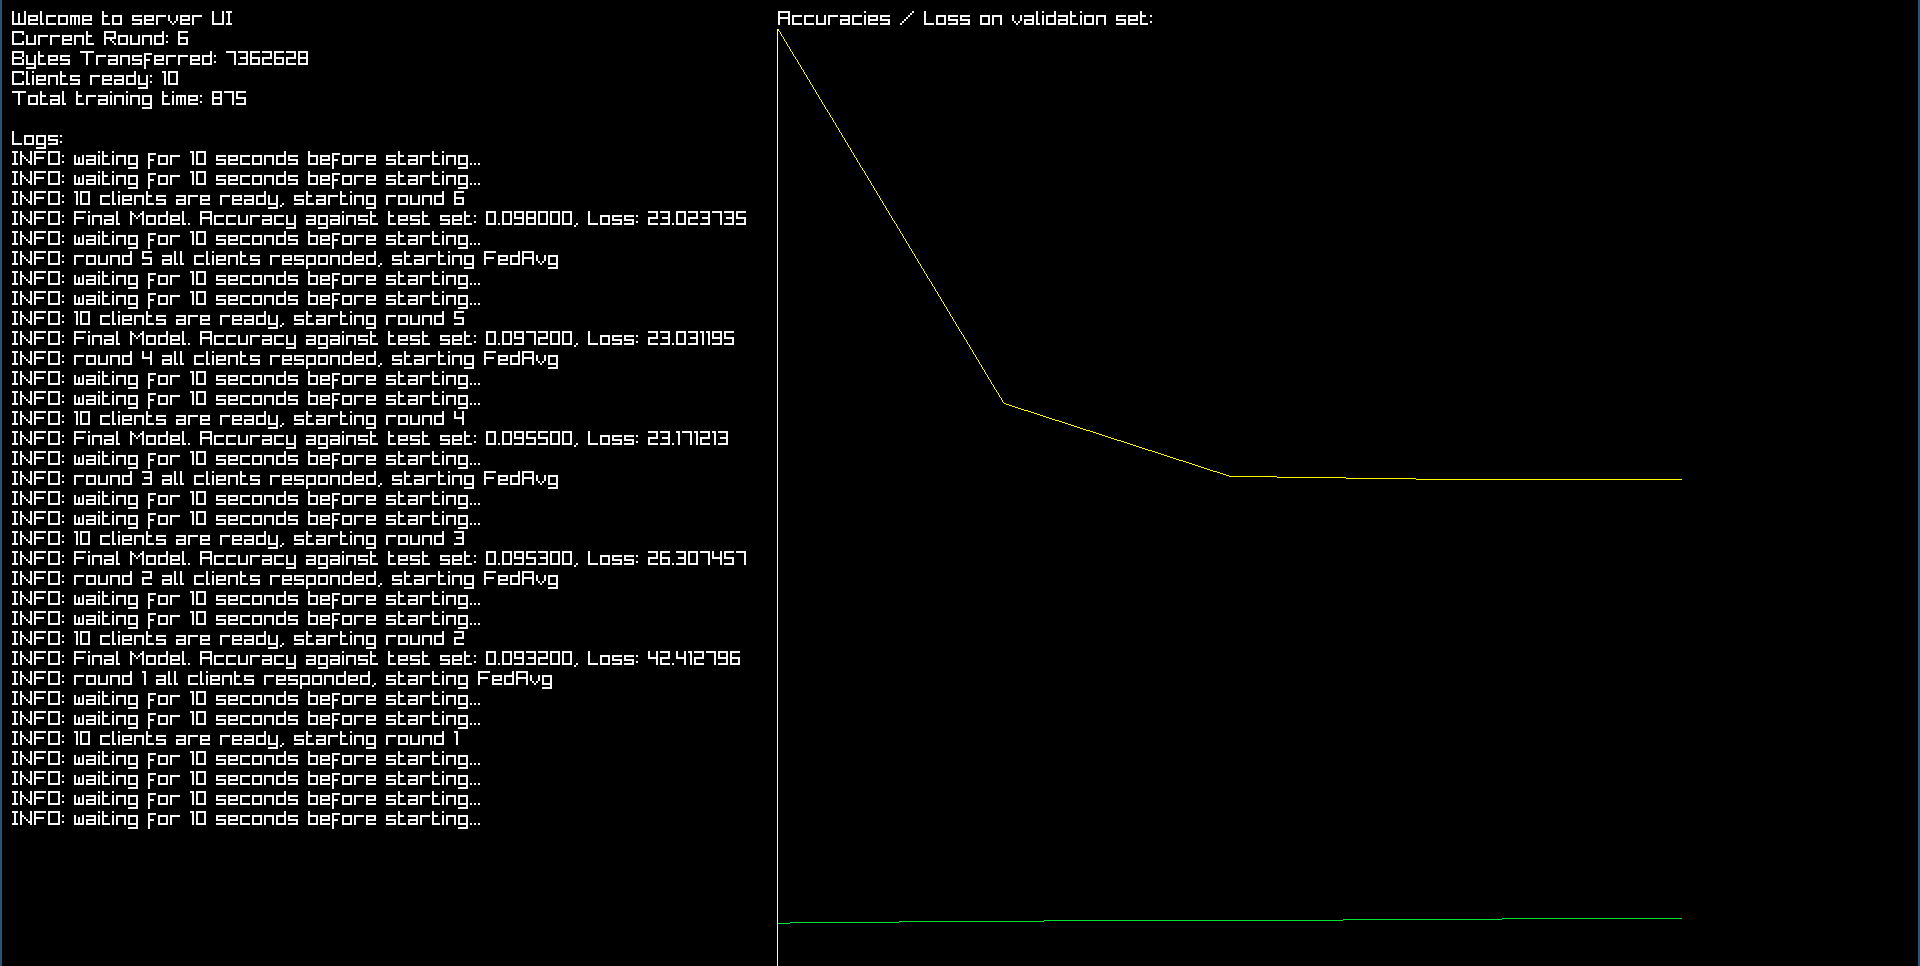 Welcome to server UI
Current Round: 6
Bytes Transferred: 7362628
Clients ready: 10
Total training time: 875
Logs:
INFO: waiting for 10 seconds before starting...
INFO: waiting for 10 seconds before starting...
INFO: 10 clients are ready, starting round 6
INFO: Final Model. Accuracy against test set: 0.098000, Loss: 23.023735
INFO: waiting for 10 seconds before starting...
INFO: round 5 all clients responded, starting FedAvg
INFO: waiting for 10 seconds before starting...
INFO: waiting for 10 seconds before starting...
INFO: 10 clients are ready, starting round 5
INFO: Final Model. Accuracy against test set: 0.097200, Loss: 23.031195
INFO: round 4 all clients responded, starting FedAvg
INFO: waiting for 10 seconds before starting...
INFO: waiting for 10 seconds before starting...
INFO: 10 clients are ready, starting round 4
INFO: Final Model. Accuracy against test set: 0.095500, Loss: 23.171213
INFO: waiting for 10 seconds before starting...
INFO: round 3 all clients responded, starting FedAvg
INFO: waiting for 10 seconds before starting...
INFO: waiting for 10 seconds before starting...
INFO: 10 clients are ready, starting round 3
INFO: Final Model. Accuracy against test set: 0.095300, Loss: 26.307457
INFO: round 2 all clients responded, starting FedAvg
INFO: waiting for 10 seconds before starting...
INFO: waiting for 10 seconds before starting...
INFO: 10 clients are ready, starting round 2
INFO: Final Model. Accuracy against test set: 0.093200, Loss: 42.412796
INFO: round 1 all clients responded, starting FedAvg
INFO: waiting for 10 seconds before starting...
INFO: waiting for 10 seconds before starting...
INFO: 10 clients are ready, starting round 1
INFO: waiting for 10 seconds before starting...
INFO: waiting for 10 seconds before starting...
INFO: waiting for 10 seconds before starting...
INFO: waiting for 10 seconds before starting...
Accuracies / Loss on validation set: